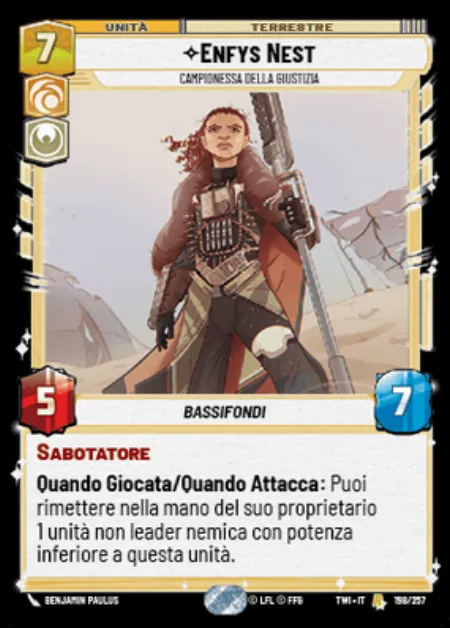 7
UNITÀ
TERRESTRE
ENFYS NEST
CAMPIONESSA DELLA GIUSTIZIA
5
BASSIFONDI
7
SABOTATORE
Quando Giocata/Quando Attacca: Puoi
rimettere nella mano del suo proprietario
1 unità non leader nemica con potenza
inferiore a questa unità.
BENJAMIN PAULUS
© LFL © FFG
TWI•IT
198/257